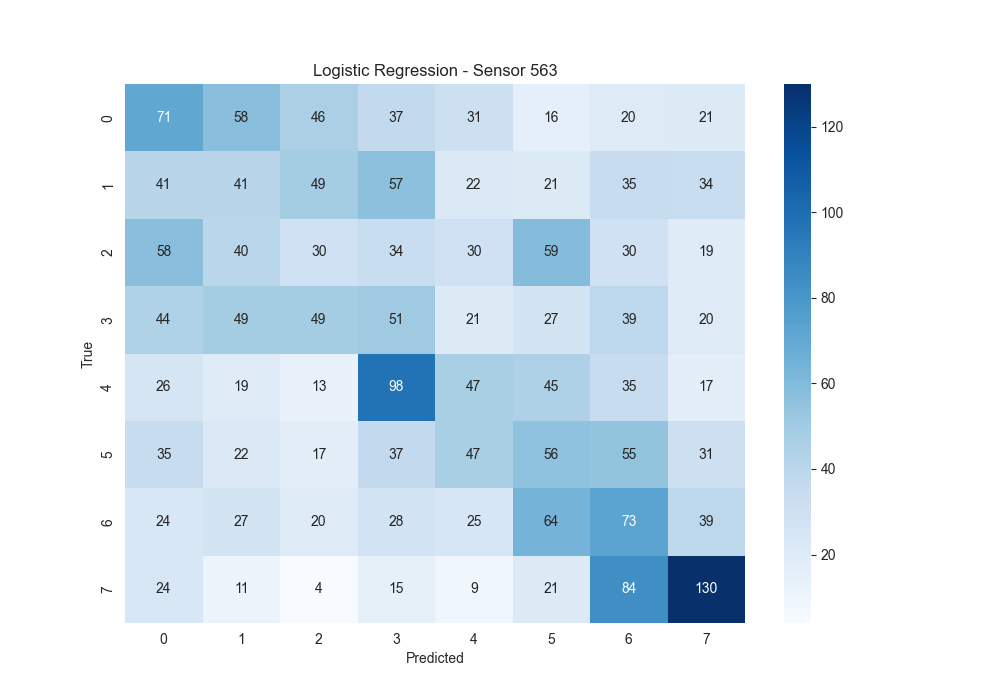 Logistic Regression - Sensor 563
0 71 58 46 37 31 16 20 21
1 41 41 49 57 22 21 35 34
2 58 40 30 34 30 59 30 19
3 44 49 49 51 21 27 39 20
4 26 19 13 98 47 45 35 17
5 35 22 17 37 47 56 55 31
6 24 27 20 28 25 64 73 39
7 24 11 4 15 9 21 84 130
0 1 2 3 4 5 6 7
Predicted
True
120
100
80
60
40
20